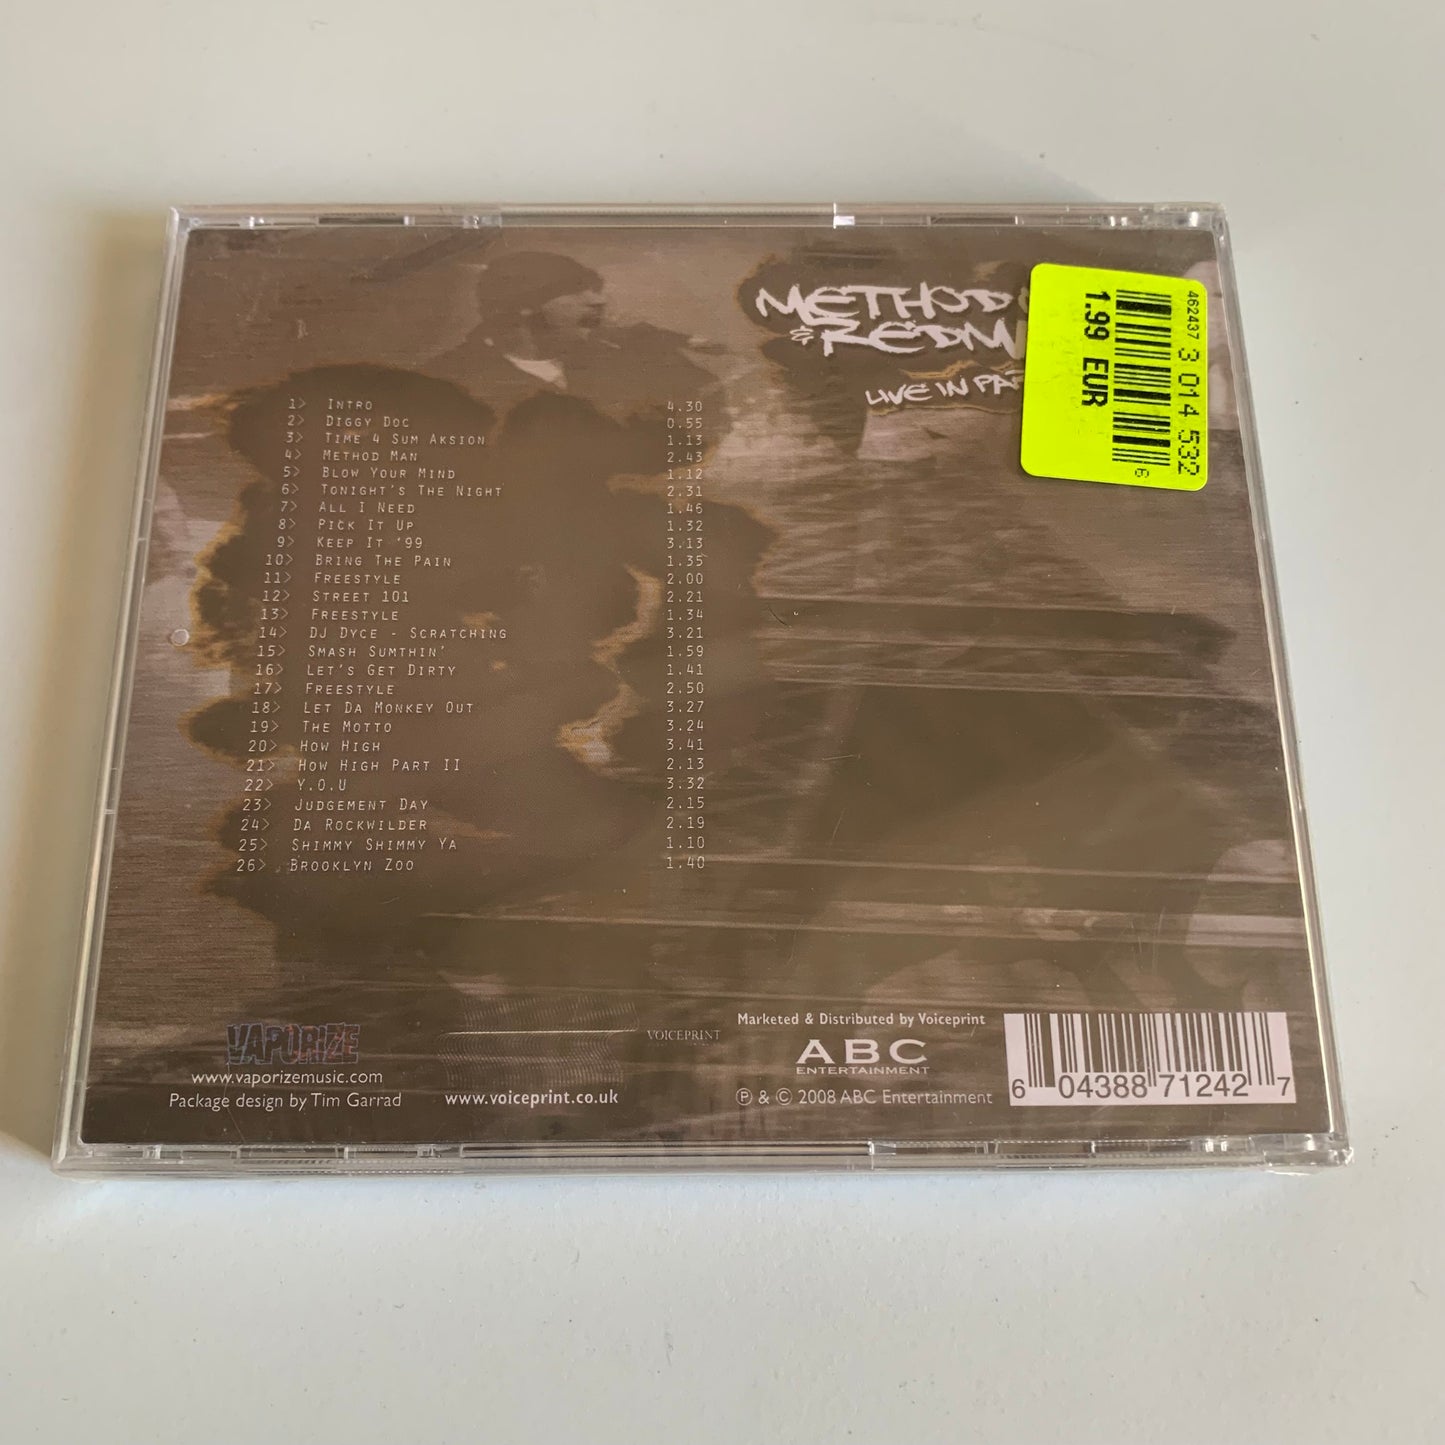 METHOD
& REDM
LIVE IN PAR
462437
3 014 532
6
1.99 EUR
1> INTRO 4.30
2> DIGGY DOC 0.55
3> TIME 4 SUM AKSION 1.13
4> METHOD MAN 2.43
5> BLOW YOUR MIND 1.12
6> TONIGHT'S THE NIGHT 2.31
7> ALL I NEED 1.46
8> PICK IT UP 1.32
9> KEEP IT '99 3.13
10> BRING THE PAIN 1.35
11> FREESTYLE 2.00
12> STREET 101 2.21
13> FREESTYLE 1.34
14> DJ DYCE - SCRATCHING 3.21
15> SMASH SUMTHIN' 1.59
16> LET'S GET DIRTY 1.41
17> FREESTYLE 2.50
18> LET DA MONKEY OUT 3.27
19> THE MOTTO 3.24
20> HOW HIGH 3.41
21> HOW HIGH PART II 2.13
22> Y.O.U 3.32
23> JUDGEMENT DAY 2.15
24> DA ROCKWILDER 2.19
25> SHIMMY SHIMMY YA 1.10
26> BROOKLYN ZOO 1.40
VAPORIZE
www.vaporizemusic.com
Package design by Tim Garrad
VOICEPRINT
www.voiceprint.co.uk
Marketed & Distributed by Voiceprint
ABC
ENTERTAINMENT
℗ & © 2008 ABC Entertainment
6 04388 71242 7